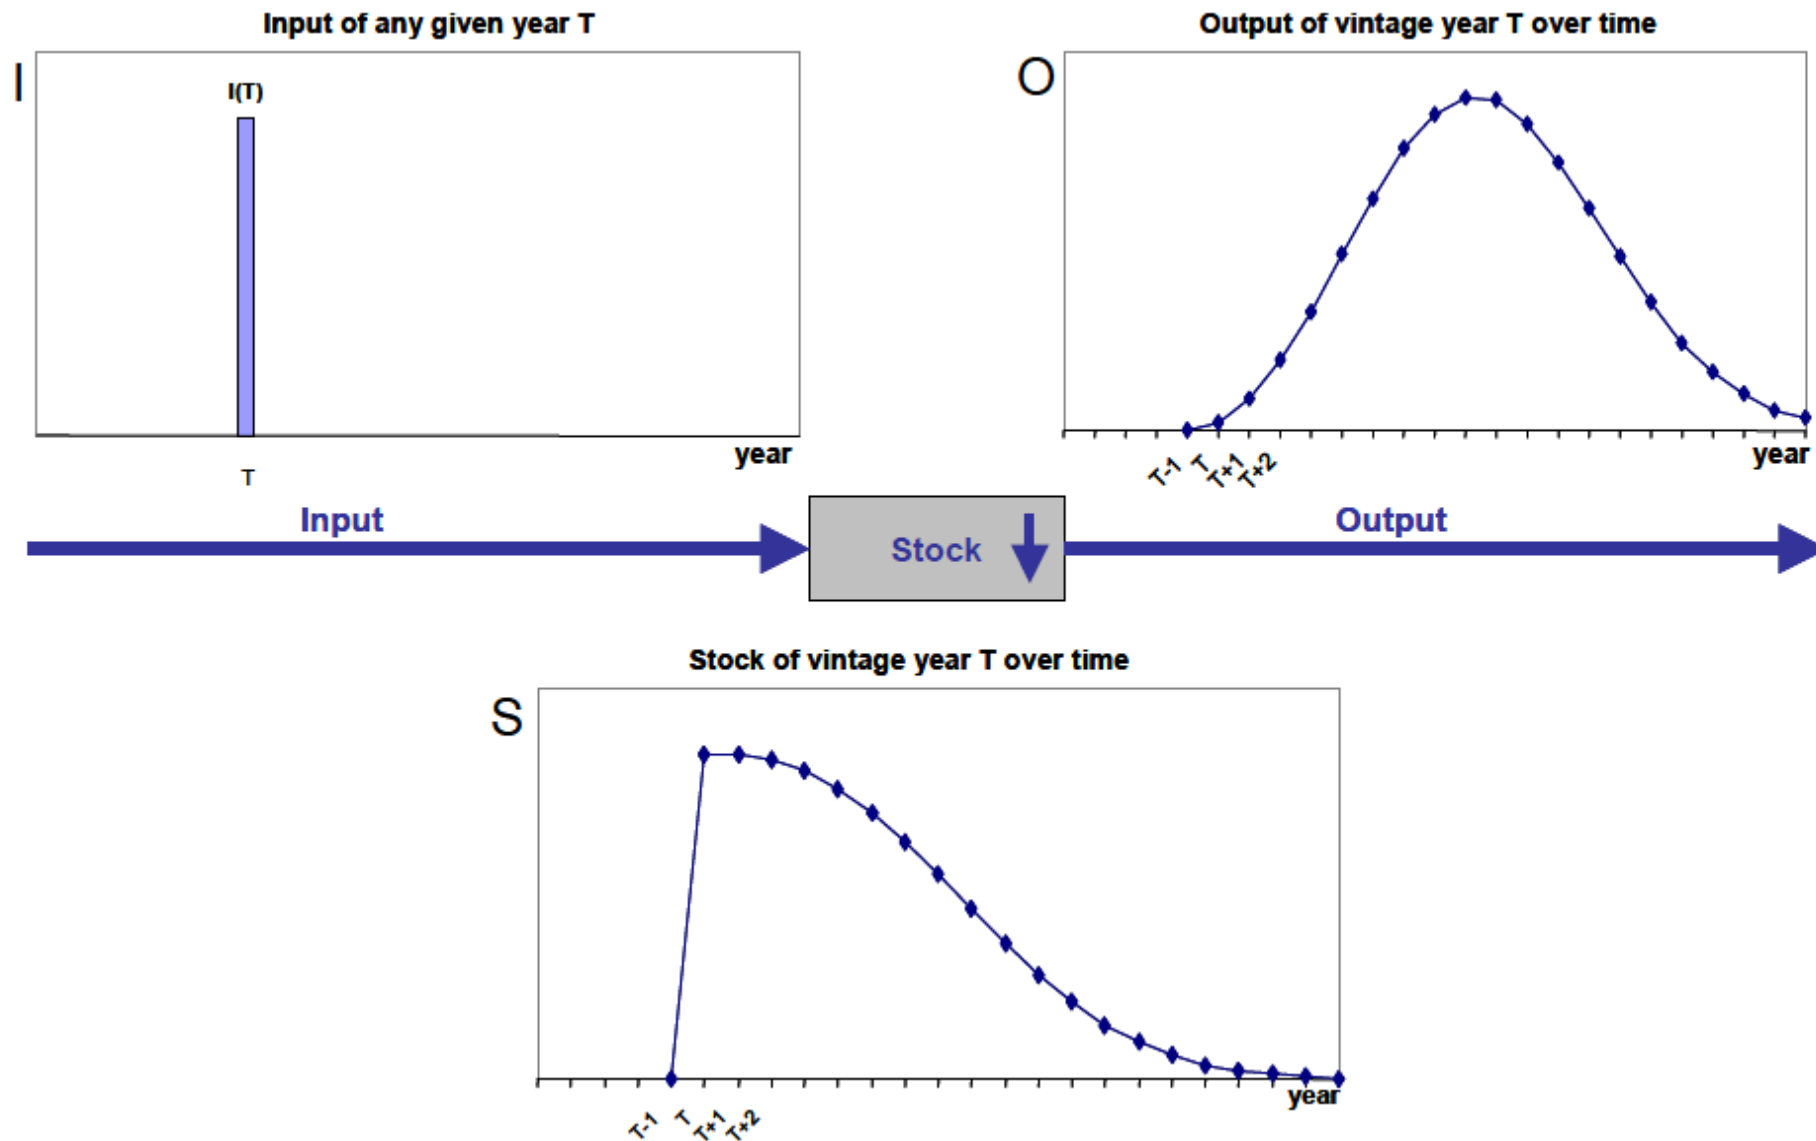 Input of any given year T
I
I(T)
year
T
Output of vintage year T over time
O
T-1
T
T+1
T+2
year
Input
Stock
Output
Stock of vintage year T over time
S
year
T-1
T
T+1
T+2